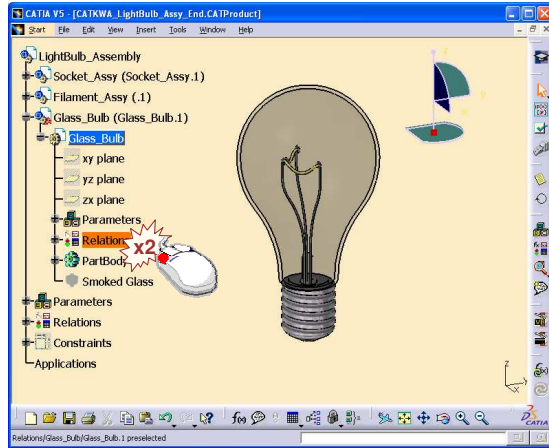 CATIA V5 - [CATKWA_LightBulb_Assy_End.CATProduct]
Start File Edit View Insert Tools Window Help
LightBulb_Assembly
Socket_Assy (Socket_Assy.1)
Filament_Assy (.1)
Glass_Bulb (Glass_Bulb.1)
Glass_Bulb
xy plane
yz plane
zx plane
Parameters
Relation
x2
PartBody
Smoked Glass
Parameters
Relations
Constraints
Applications
z
x
f(x)
CATIA
Relations/Glass_Bulb/Glass_Bulb.1 preselected